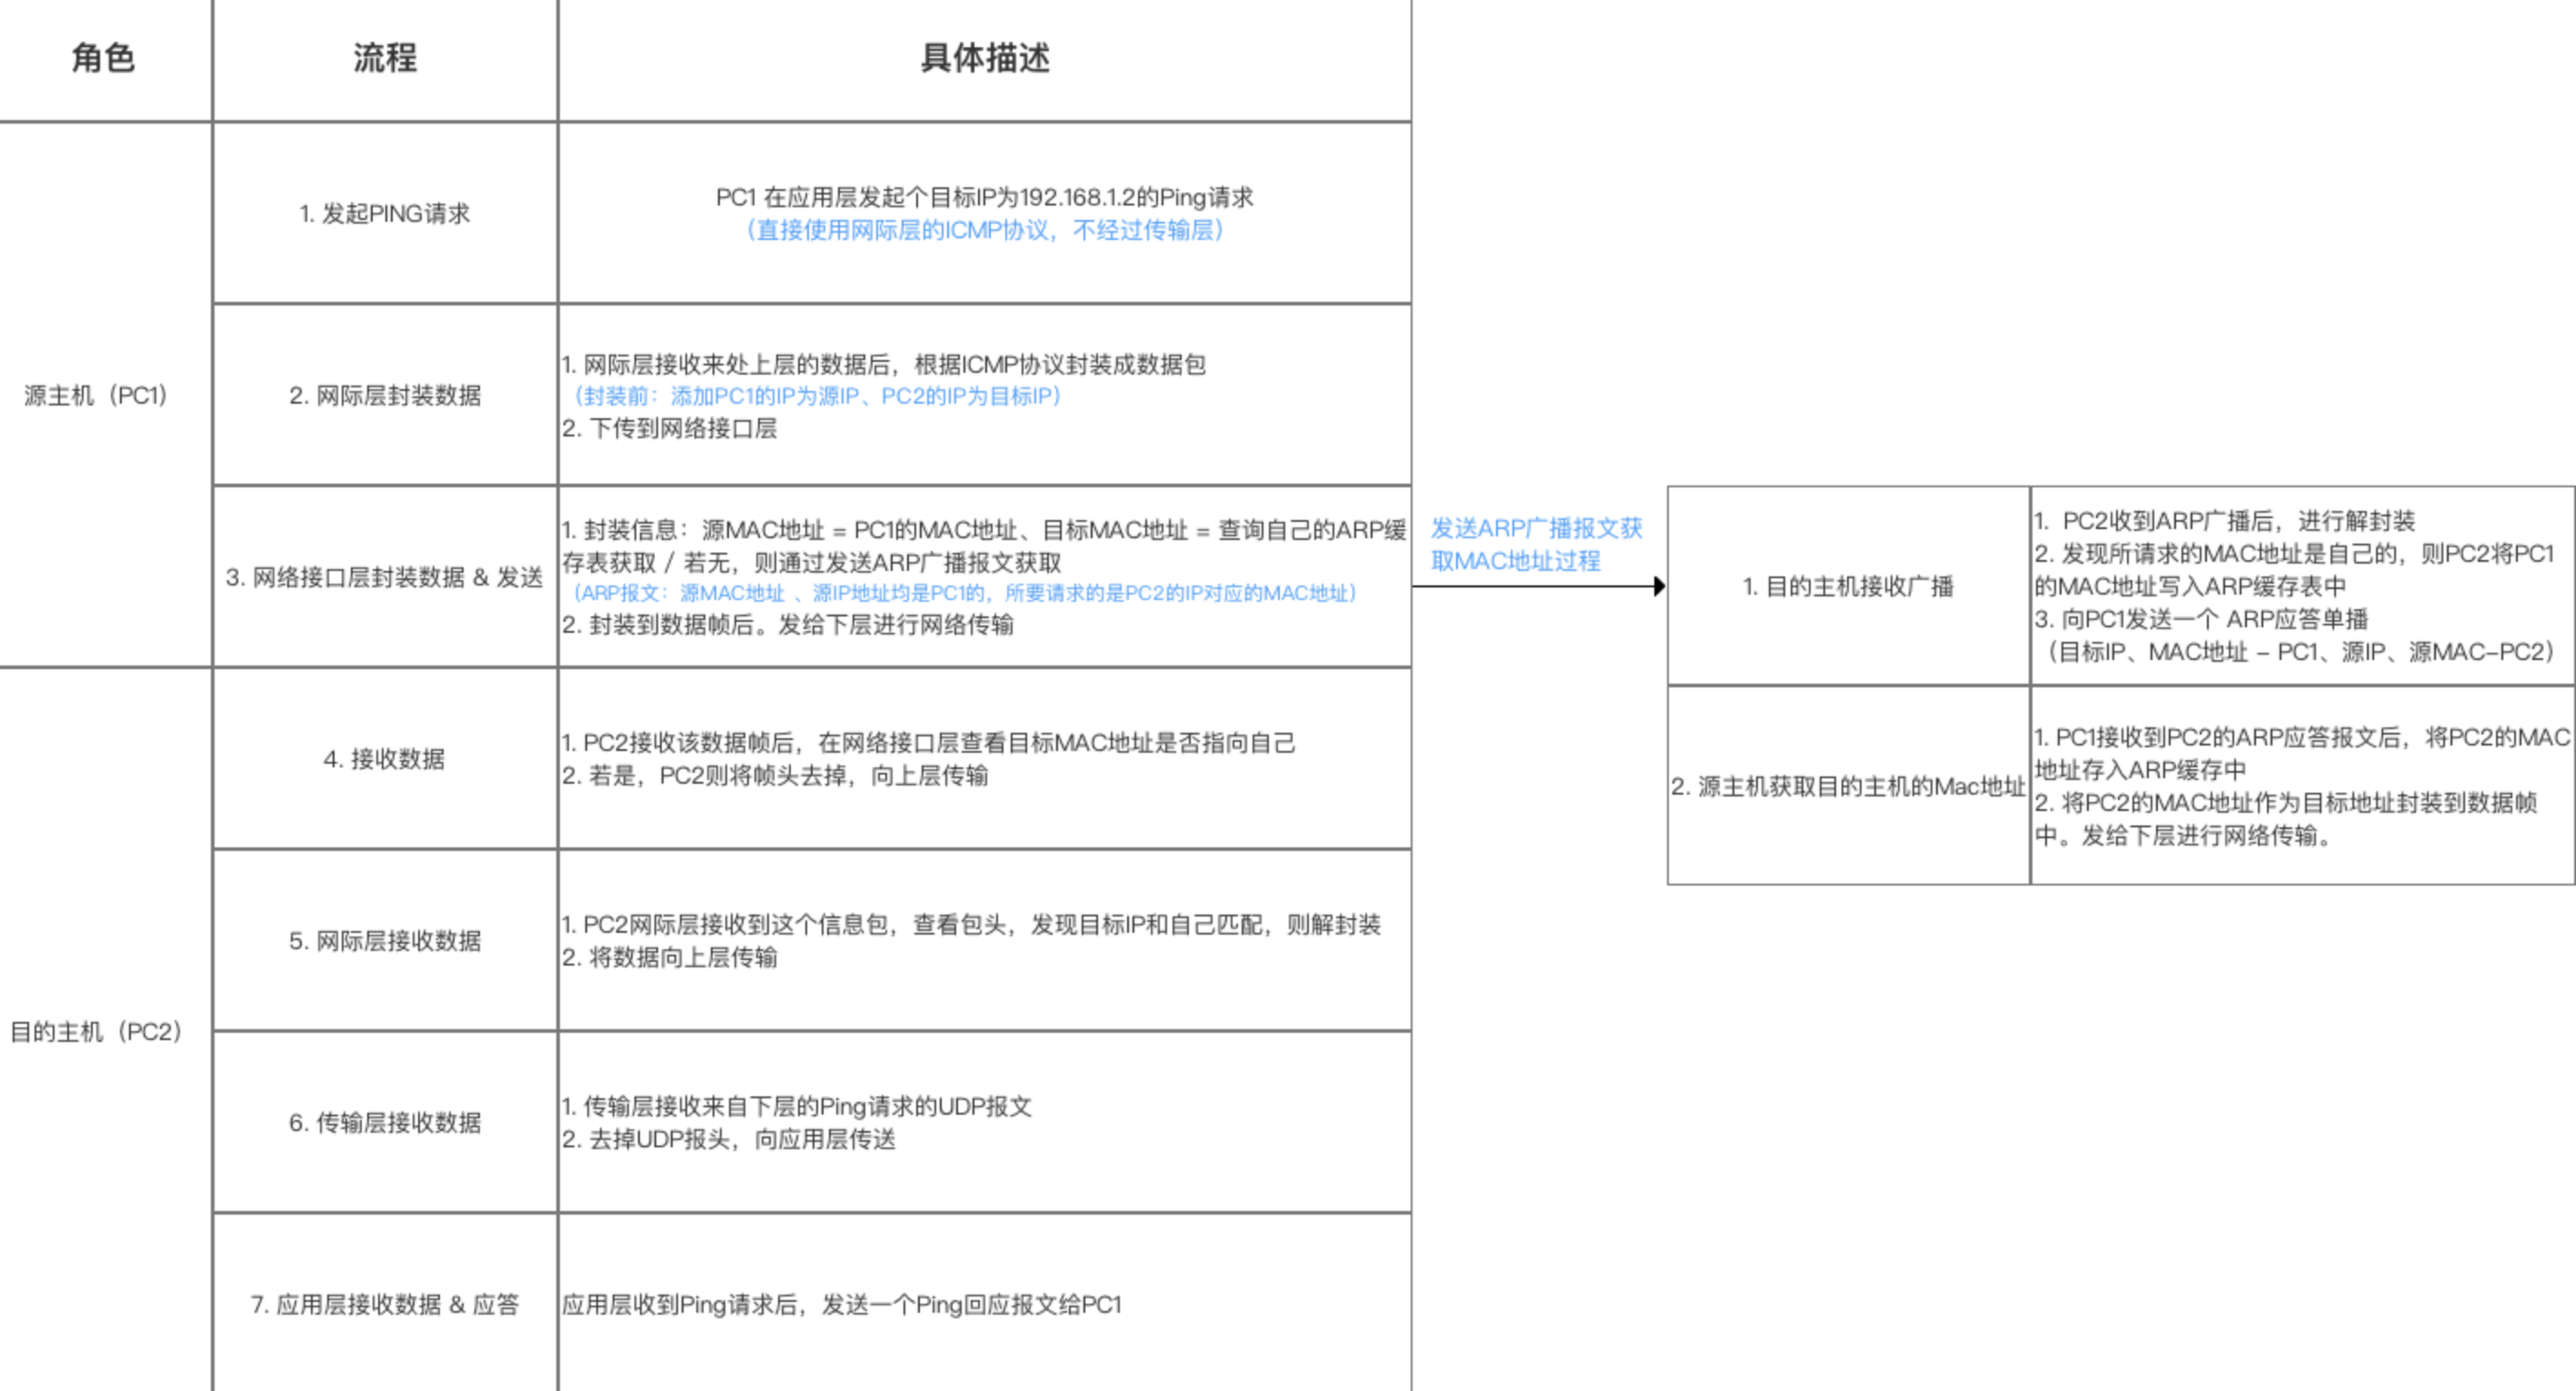 角色
流程
具体描述
源主机（PC1）
1. 发起PING请求
PC1 在应用层发起个目标IP为192.168.1.2的Ping请求
（直接使用网际层的ICMP协议，不经过传输层）
2. 网际层封装数据
1. 网际层接收来处上层的数据后，根据ICMP协议封装成数据包
（封装前：添加PC1的IP为源IP、PC2的IP为目标IP）
2. 下传到网络接口层
3. 网络接口层封装数据 & 发送
1. 封装信息：源MAC地址 = PC1的MAC地址、目标MAC地址 = 查询自己的ARP缓
存表获取 / 若无，则通过发送ARP广播报文获取
（ARP报文：源MAC地址 、源IP地址均是PC1的，所要请求的是PC2的IP对应的MAC地址）
2. 封装到数据帧后。发给下层进行网络传输
发送ARP广播报文获
取MAC地址过程
1. 目的主机接收广播
1. PC2收到ARP广播后，进行解封装
2. 发现所请求的MAC地址是自己的，则PC2将PC1
的MAC地址写入ARP缓存表中
3. 向PC1发送一个 ARP应答单播
（目标IP、MAC地址 – PC1、源IP、源MAC–PC2）
2. 源主机获取目的主机的Mac地址
1. PC1接收到PC2的ARP应答报文后，将PC2的MAC
地址存入ARP缓存中
2. 将PC2的MAC地址作为目标地址封装到数据帧
中。发给下层进行网络传输。
目的主机（PC2）
4. 接收数据
1. PC2接收该数据帧后，在网络接口层查看目标MAC地址是否指向自己
2. 若是，PC2则将帧头去掉，向上层传输
5. 网际层接收数据
1. PC2网际层接收到这个信息包，查看包头，发现目标IP和自己匹配，则解封装
2. 将数据向上层传输
6. 传输层接收数据
1. 传输层接收来自下层的Ping请求的UDP报文
2. 去掉UDP报头，向应用层传送
7. 应用层接收数据 & 应答
应用层收到Ping请求后，发送一个Ping回应报文给PC1